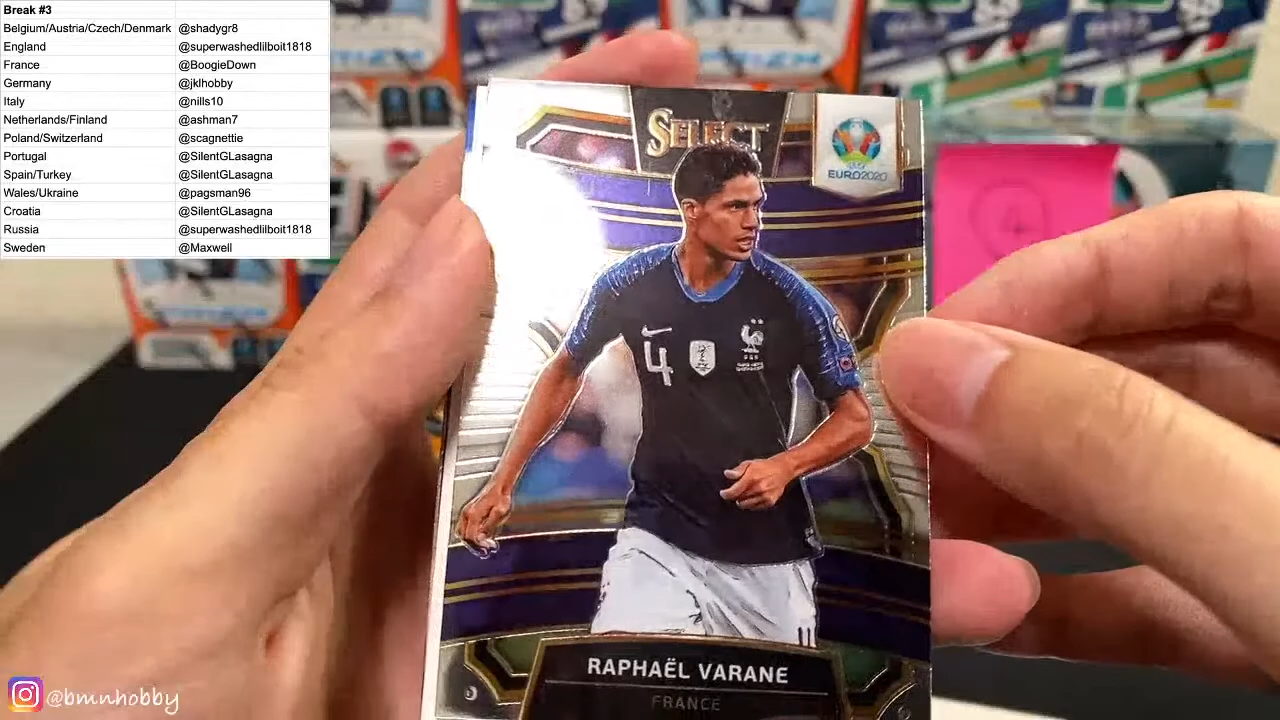 Break #3
Belgium/Austria/Czech/Denmark @shadygr8
England @superwashedlilboit1818
France @BoogieDown
Germany @jklhobby
Italy @nills10
Netherlands/Finland @ashman7
Poland/Switzerland @scagnettie
Portugal @SilentGLasagna
Spain/Turkey @SilentGLasagna
Wales/Ukraine @pagsman96
Croatia @SilentGLasagna
Russia @superwashedlilboit1818
Sweden @Maxwell
SELECT
EURO2020
4
RAPHAËL VARANE
FRANCE
@bmnhobby